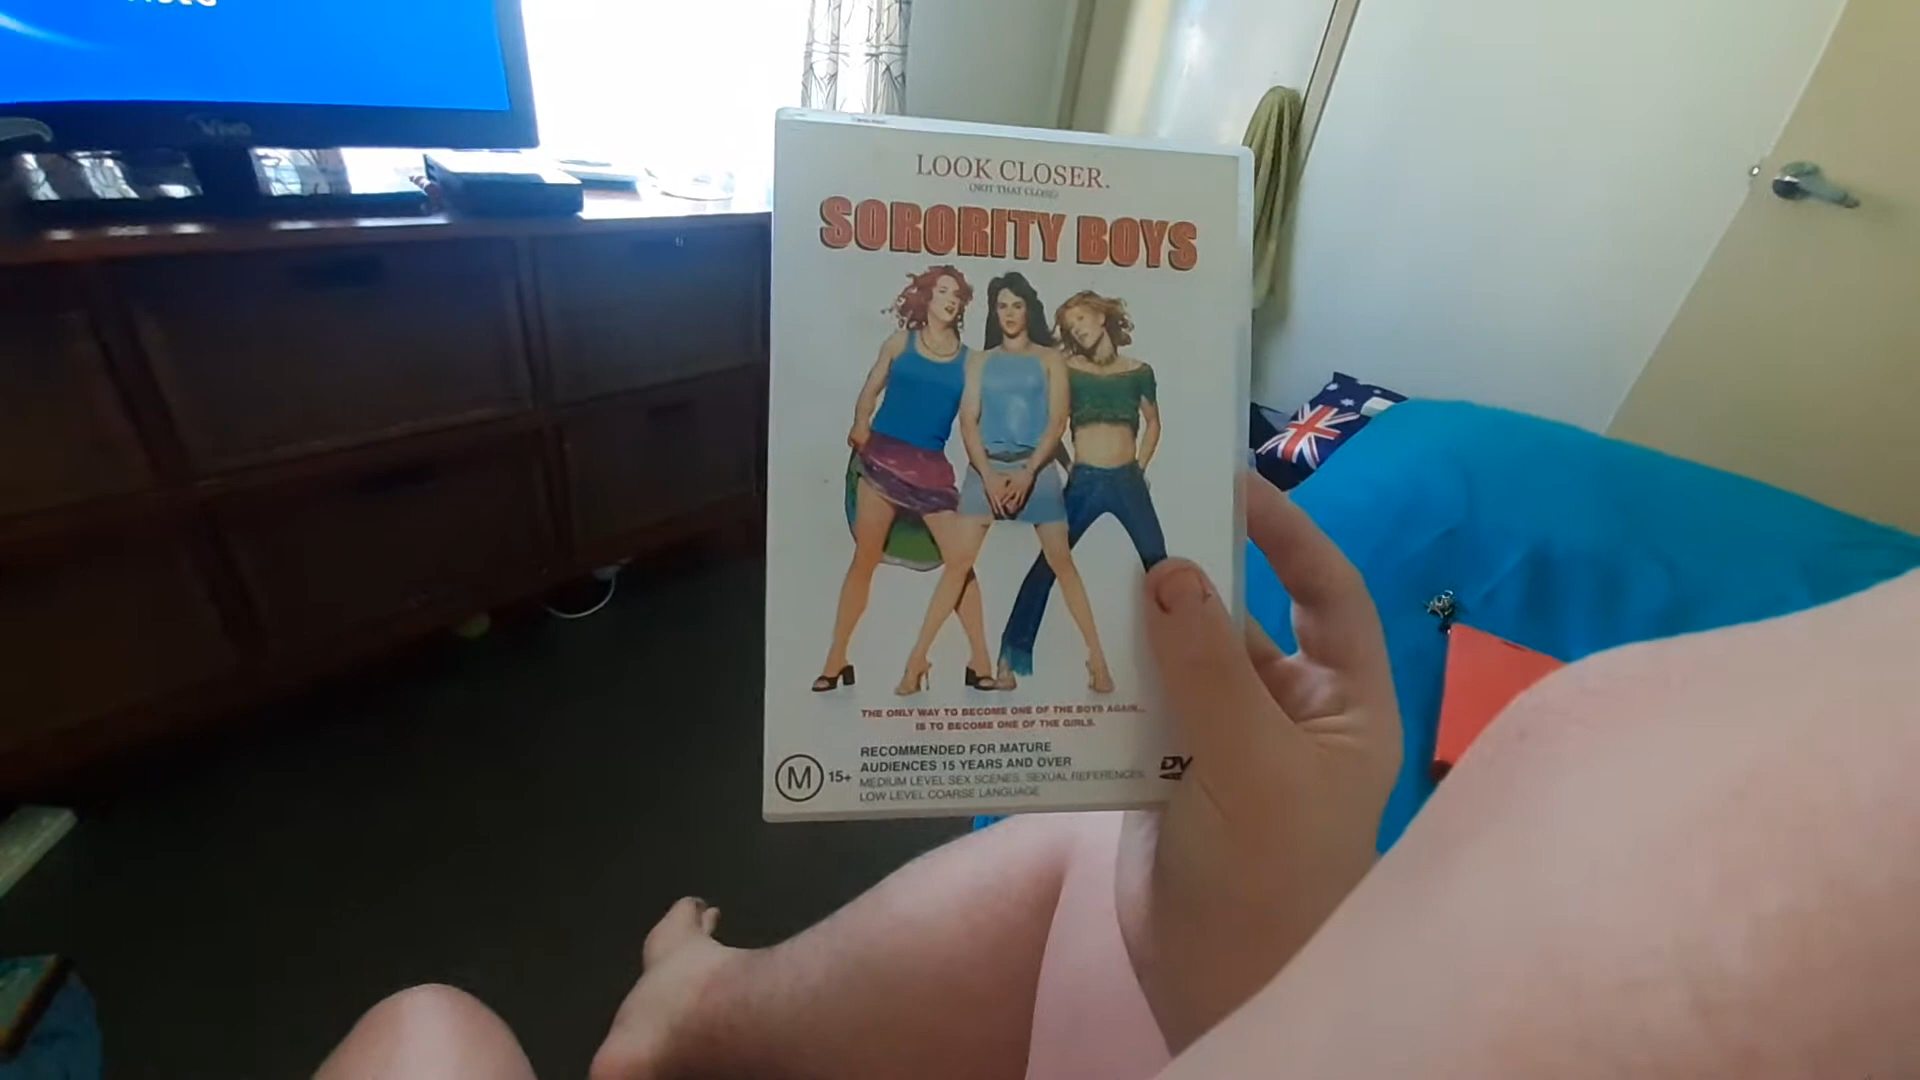 VIVO
LOOK CLOSER.
(NOT THAT CLOSE)
SORORITY BOYS
THE ONLY WAY TO BECOME ONE OF THE BOYS AGAIN...
IS TO BECOME ONE OF THE GIRLS.
M 15+
RECOMMENDED FOR MATURE
AUDIENCES 15 YEARS AND OVER
MEDIUM LEVEL SEX SCENES, SEXUAL REFERENCES,
LOW LEVEL COARSE LANGUAGE